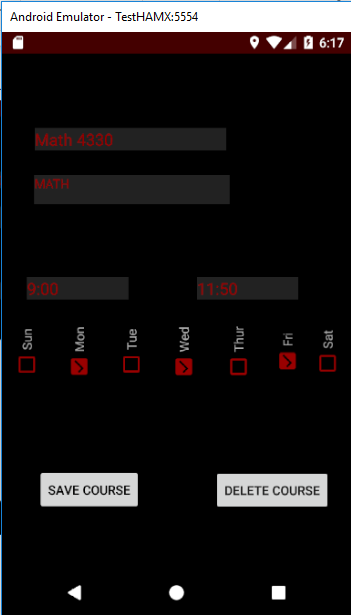 Android Emulator - TestHAMX:5554
6:17
Math 4330
MATH
9:00 11:50
Sun Mon Tue Wed Thur Fri Sat
SAVE COURSE DELETE COURSE